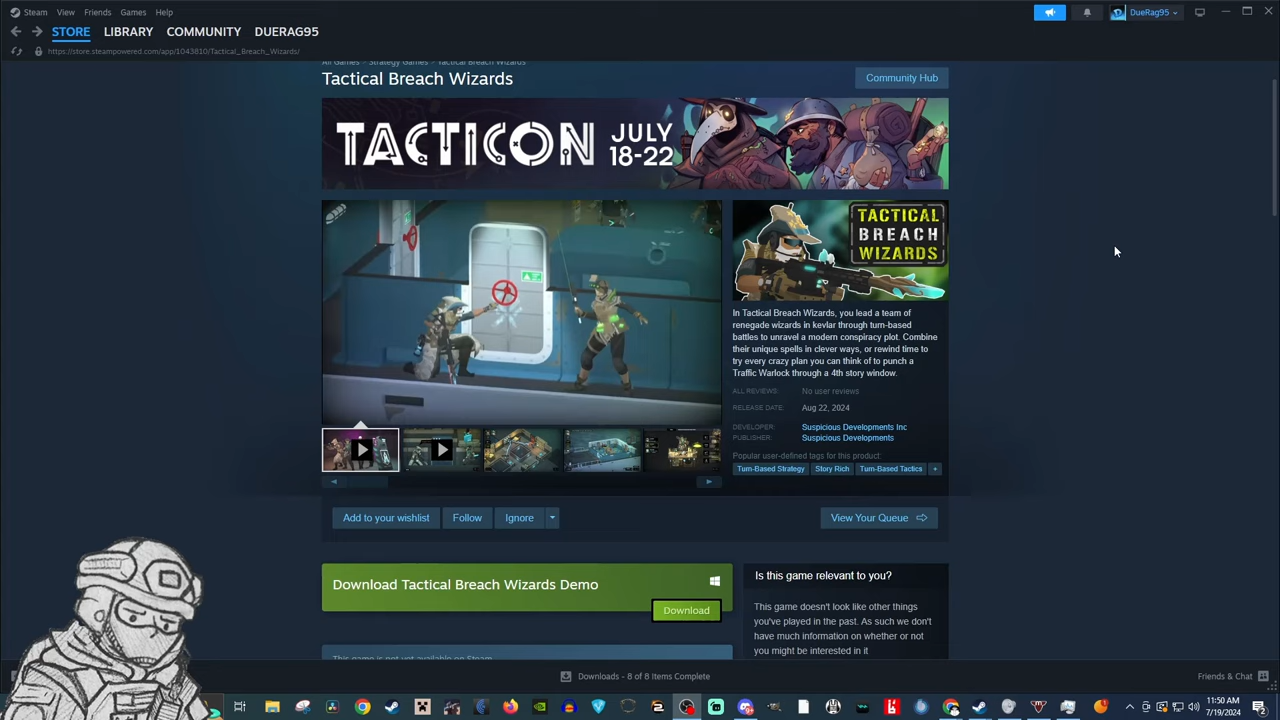 Steam View Friends Games Help
DueRag95
STORE LIBRARY COMMUNITY DUERAG95
https://store.steampowered.com/app/1043810/Tactical_Breach_Wizards/
All Games > Strategy Games > Tactical Breach Wizards
Tactical Breach Wizards
Community Hub
TACTICON JULY
18-22
TACTICAL
BREACH
WIZARDS
In Tactical Breach Wizards, you lead a team of
renegade wizards in kevlar through turn-based
battles to unravel a modern conspiracy plot. Combine
their unique spells in clever ways, or rewind time to
try every crazy plan you can think of to punch a
Traffic Warlock through a 4th story window.
ALL REVIEWS: No user reviews
RELEASE DATE: Aug 22, 2024
DEVELOPER: Suspicious Developments Inc
PUBLISHER: Suspicious Developments
Popular user-defined tags for this product:
Turn-Based Strategy Story Rich Turn-Based Tactics +
Add to your wishlist Follow Ignore
View Your Queue
Download Tactical Breach Wizards Demo
Download
Is this game relevant to you?
This game doesn't look like other things
you've played in the past. As such we don't
have much information on whether or not
you might be interested in it
This game is not yet available on Steam
Downloads - 8 of 8 Items Complete
Friends & Chat
11:50 AM
7/19/2024